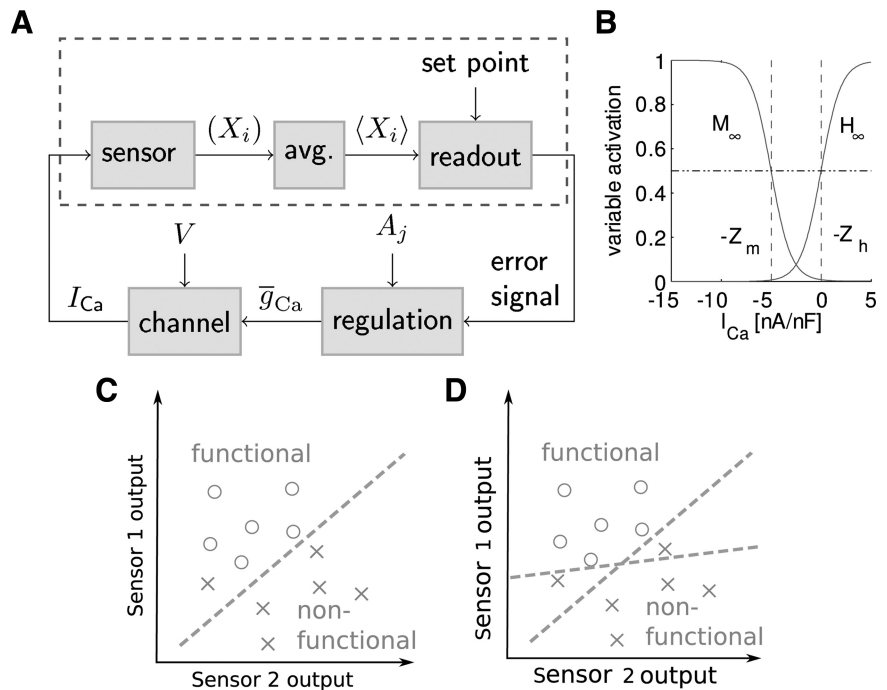 A
set point
(X_i)
⟨X_i⟩
sensor
avg.
readout
V
A_j
error
signal
I_Ca
g̅_Ca
channel
regulation
B
variable activation
1
0.8
0.6
0.4
0.2
0
M_∞
H_∞
-Z_m
-Z_h
-15
-10
-5
0
5
I_Ca [nA/nF]
C
Sensor 1 output
functional
non-
functional
Sensor 2 output
D
Sensor 1 output
functional
non-
functional
Sensor 2 output